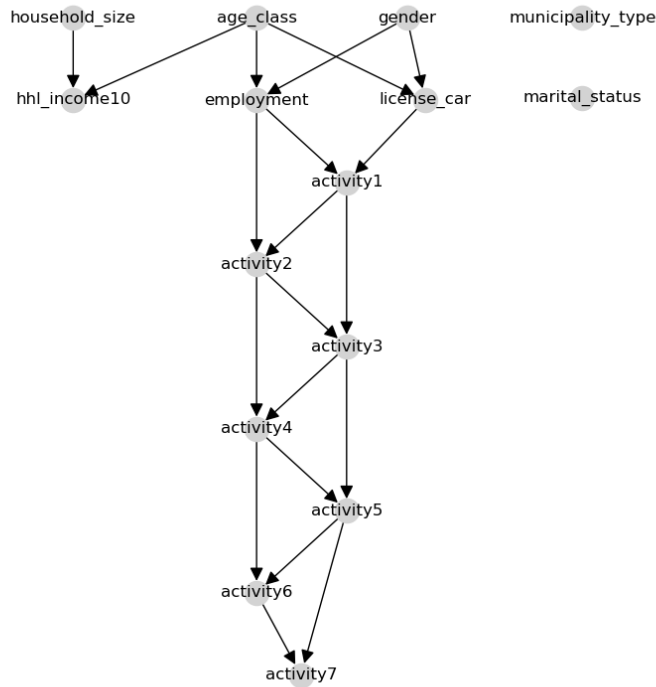 household_size
age_class
gender
municipality_type
hhl_income10
employment
license_car
marital_status
activity1
activity2
activity3
activity4
activity5
activity6
activity7